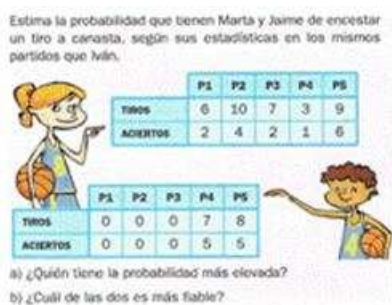 Estima la probabilidad que tienen Marta y Jaime de encestar
un tiro a canasta, según sus estadísticas en los mismos
partidos que Iván.
P1 P2 P3 P4 P5
TIROS 6 10 7 3 9
ACIERTOS 2 4 2 1 6
P1 P2 P3 P4 P5
TIROS 0 0 0 7 8
ACIERTOS 0 0 0 5 5
a) ¿Quién tiene la probabilidad más elevada?
b) ¿Cuál de las dos es más fiable?